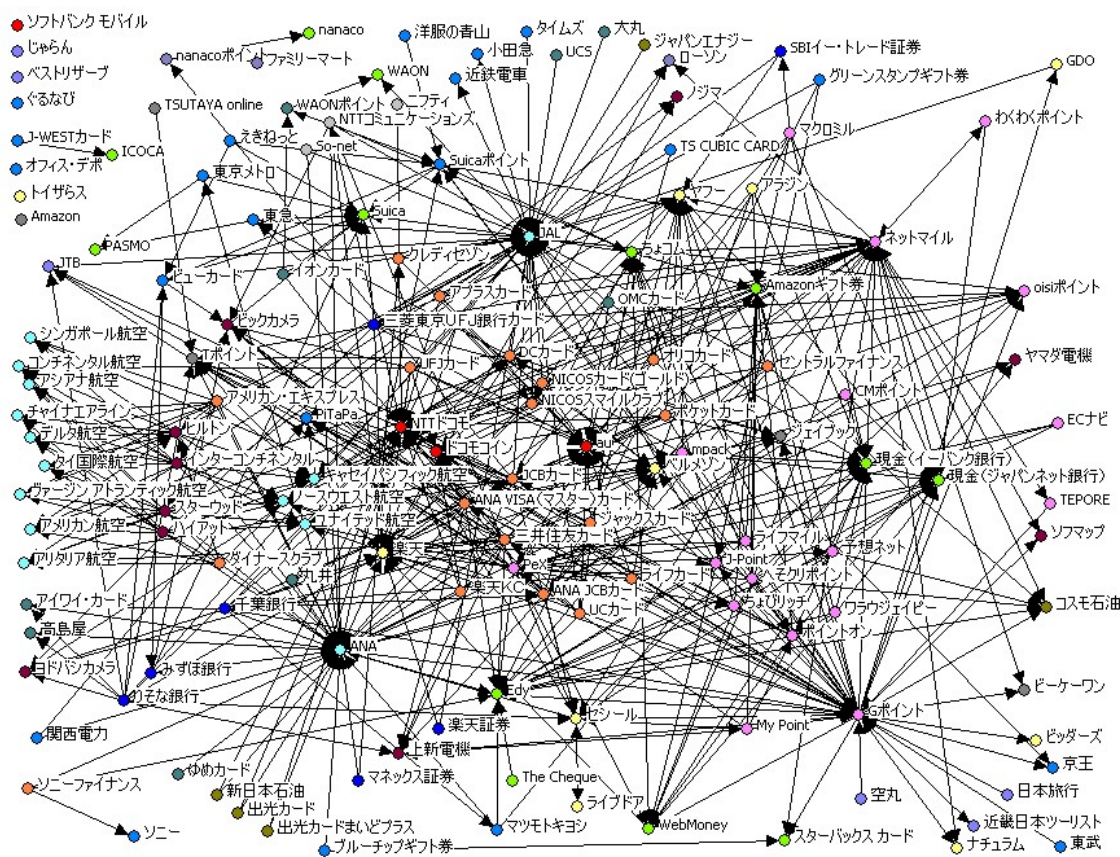 ソフトバンク モバイル
じゃらん
ベストリザーブ
ぐるなび
J-WESTカード
ICOCA
オフィス・デポ
トイザらス
Amazon
nanaco
nanacoポイント
ファミリーマート
洋服の青山
WAON
タイムズ
小田急
近鉄電車
大丸
UCS
ジャパンエナジー
ローソン
SBIイー・トレード証券
GDO
グリーンスタンプギフト券
ノジマ
TSUTAYA online
WAONポイント
ニフティ
NTTコミュニケーションズ
マクロミル
わくわくポイント
えきねっと
So-net
Suicaポイント
TS CUBIC CARD
東京メトロ
ヤフー
アラジン
東急
Suica
JAL
ネットマイル
PASMO
ちょコム
JTB
クレディセゾン
ビューカード
イオンカード
Amazonギフト券
oisiポイント
アプラスカード
OMCカード
ビックカメラ
三菱東京UFJ銀行カード
シンガポール航空
コンチネンタル航空
Tポイント
UFJカード
DCカード
オリコカード
セントラルファイナンス
ヤマダ電機
アシアナ航空
NICOSカード(ゴールド)
アメリカン・エキスプレス
NICOSスマイルクラブ
CMポイント
チャイナエアライン
PiTaPa
NTTドコモ
ポケットカード
ECナビ
デルタ航空
ヒルトン
ドコモコイン
au
ジェイブック
タイ国際航空
インターコンチネンタル
mpack
ベルメゾン
現金(イーバンク銀行)
キャセイパシフィック航空
JCBカード
現金(ジャパンネット銀行)
ヴァージン アトランティック航空
ノースウエスト航空
ANA VISA(マスター)カード
TEPORE
スターウッド
アメリカン航空
ハイアット
ユナイテッド航空
ジャックスカード
三井住友カード
ライフマイル
ソフマップ
アリタリア航空
ダイナースクラブ
予想ネット
J-Point
丸井
ライフカード
へそクリポイント
アイワイ・カード
千葉銀行
楽天KC
ANA JCBカード
ちょびリッチ
ワラウジェイピー
コスモ石油
高島屋
UCカード
ポイントオン
ANA
ヨドバシカメラ
みずほ銀行
りそな銀行
Edy
ビーケーワン
セシール
Gポイント
関西電力
楽天証券
My Point
ビッダーズ
上新電機
京王
ソニーファイナンス
ゆめカード
マネックス証券
The Cheque
新日本石油
空丸
日本旅行
出光カード
ライブドア
ソニー
出光カードまいどプラス
マツモトキヨシ
WebMoney
近畿日本ツーリスト
ブルーチップギフト券
スターバックス カード
ナチュラム
東武